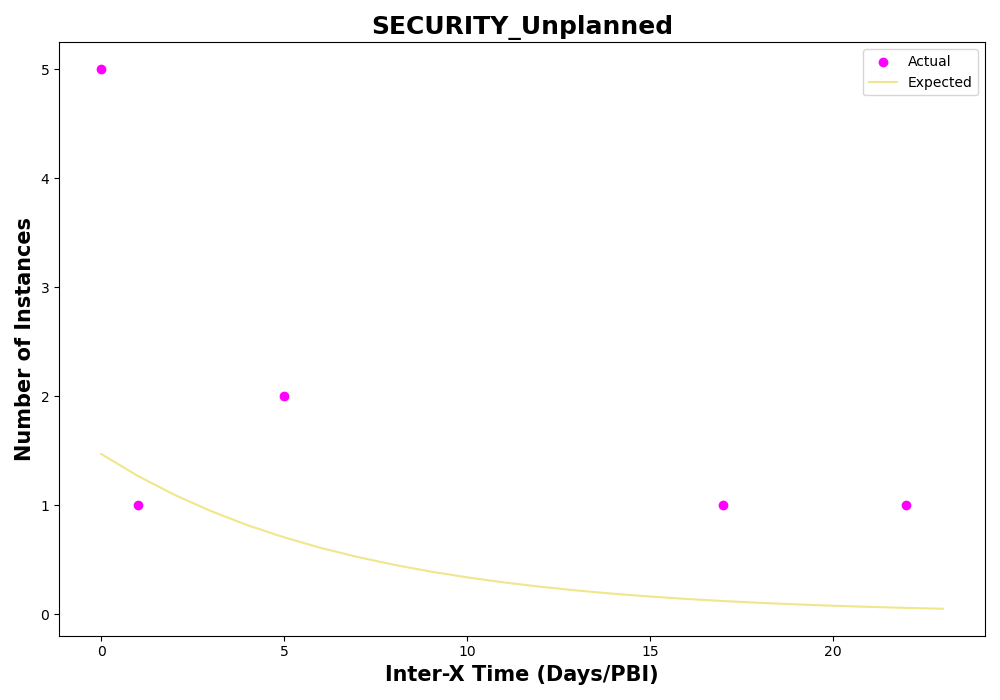 SECURITY_Unplanned
Actual
Expected
5
4
3
2
1
0
Number of Instances
0
5
10
15
20
Inter-X Time (Days/PBI)